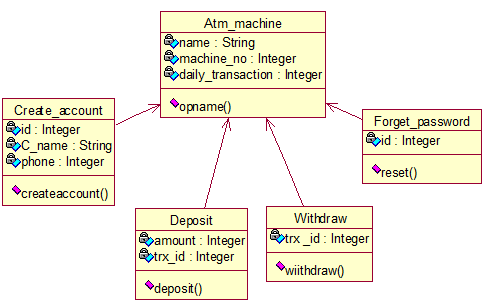 Atm_machine
name : String
machine_no : Integer
daily_transaction : Integer
opname()
Create_account
id : Integer
C_name : String
phone : Integer
createaccount()
Forget_password
id : Integer
reset()
Deposit
amount : Integer
trx_id : Integer
deposit()
Withdraw
trx _id : Integer
wiithdraw()